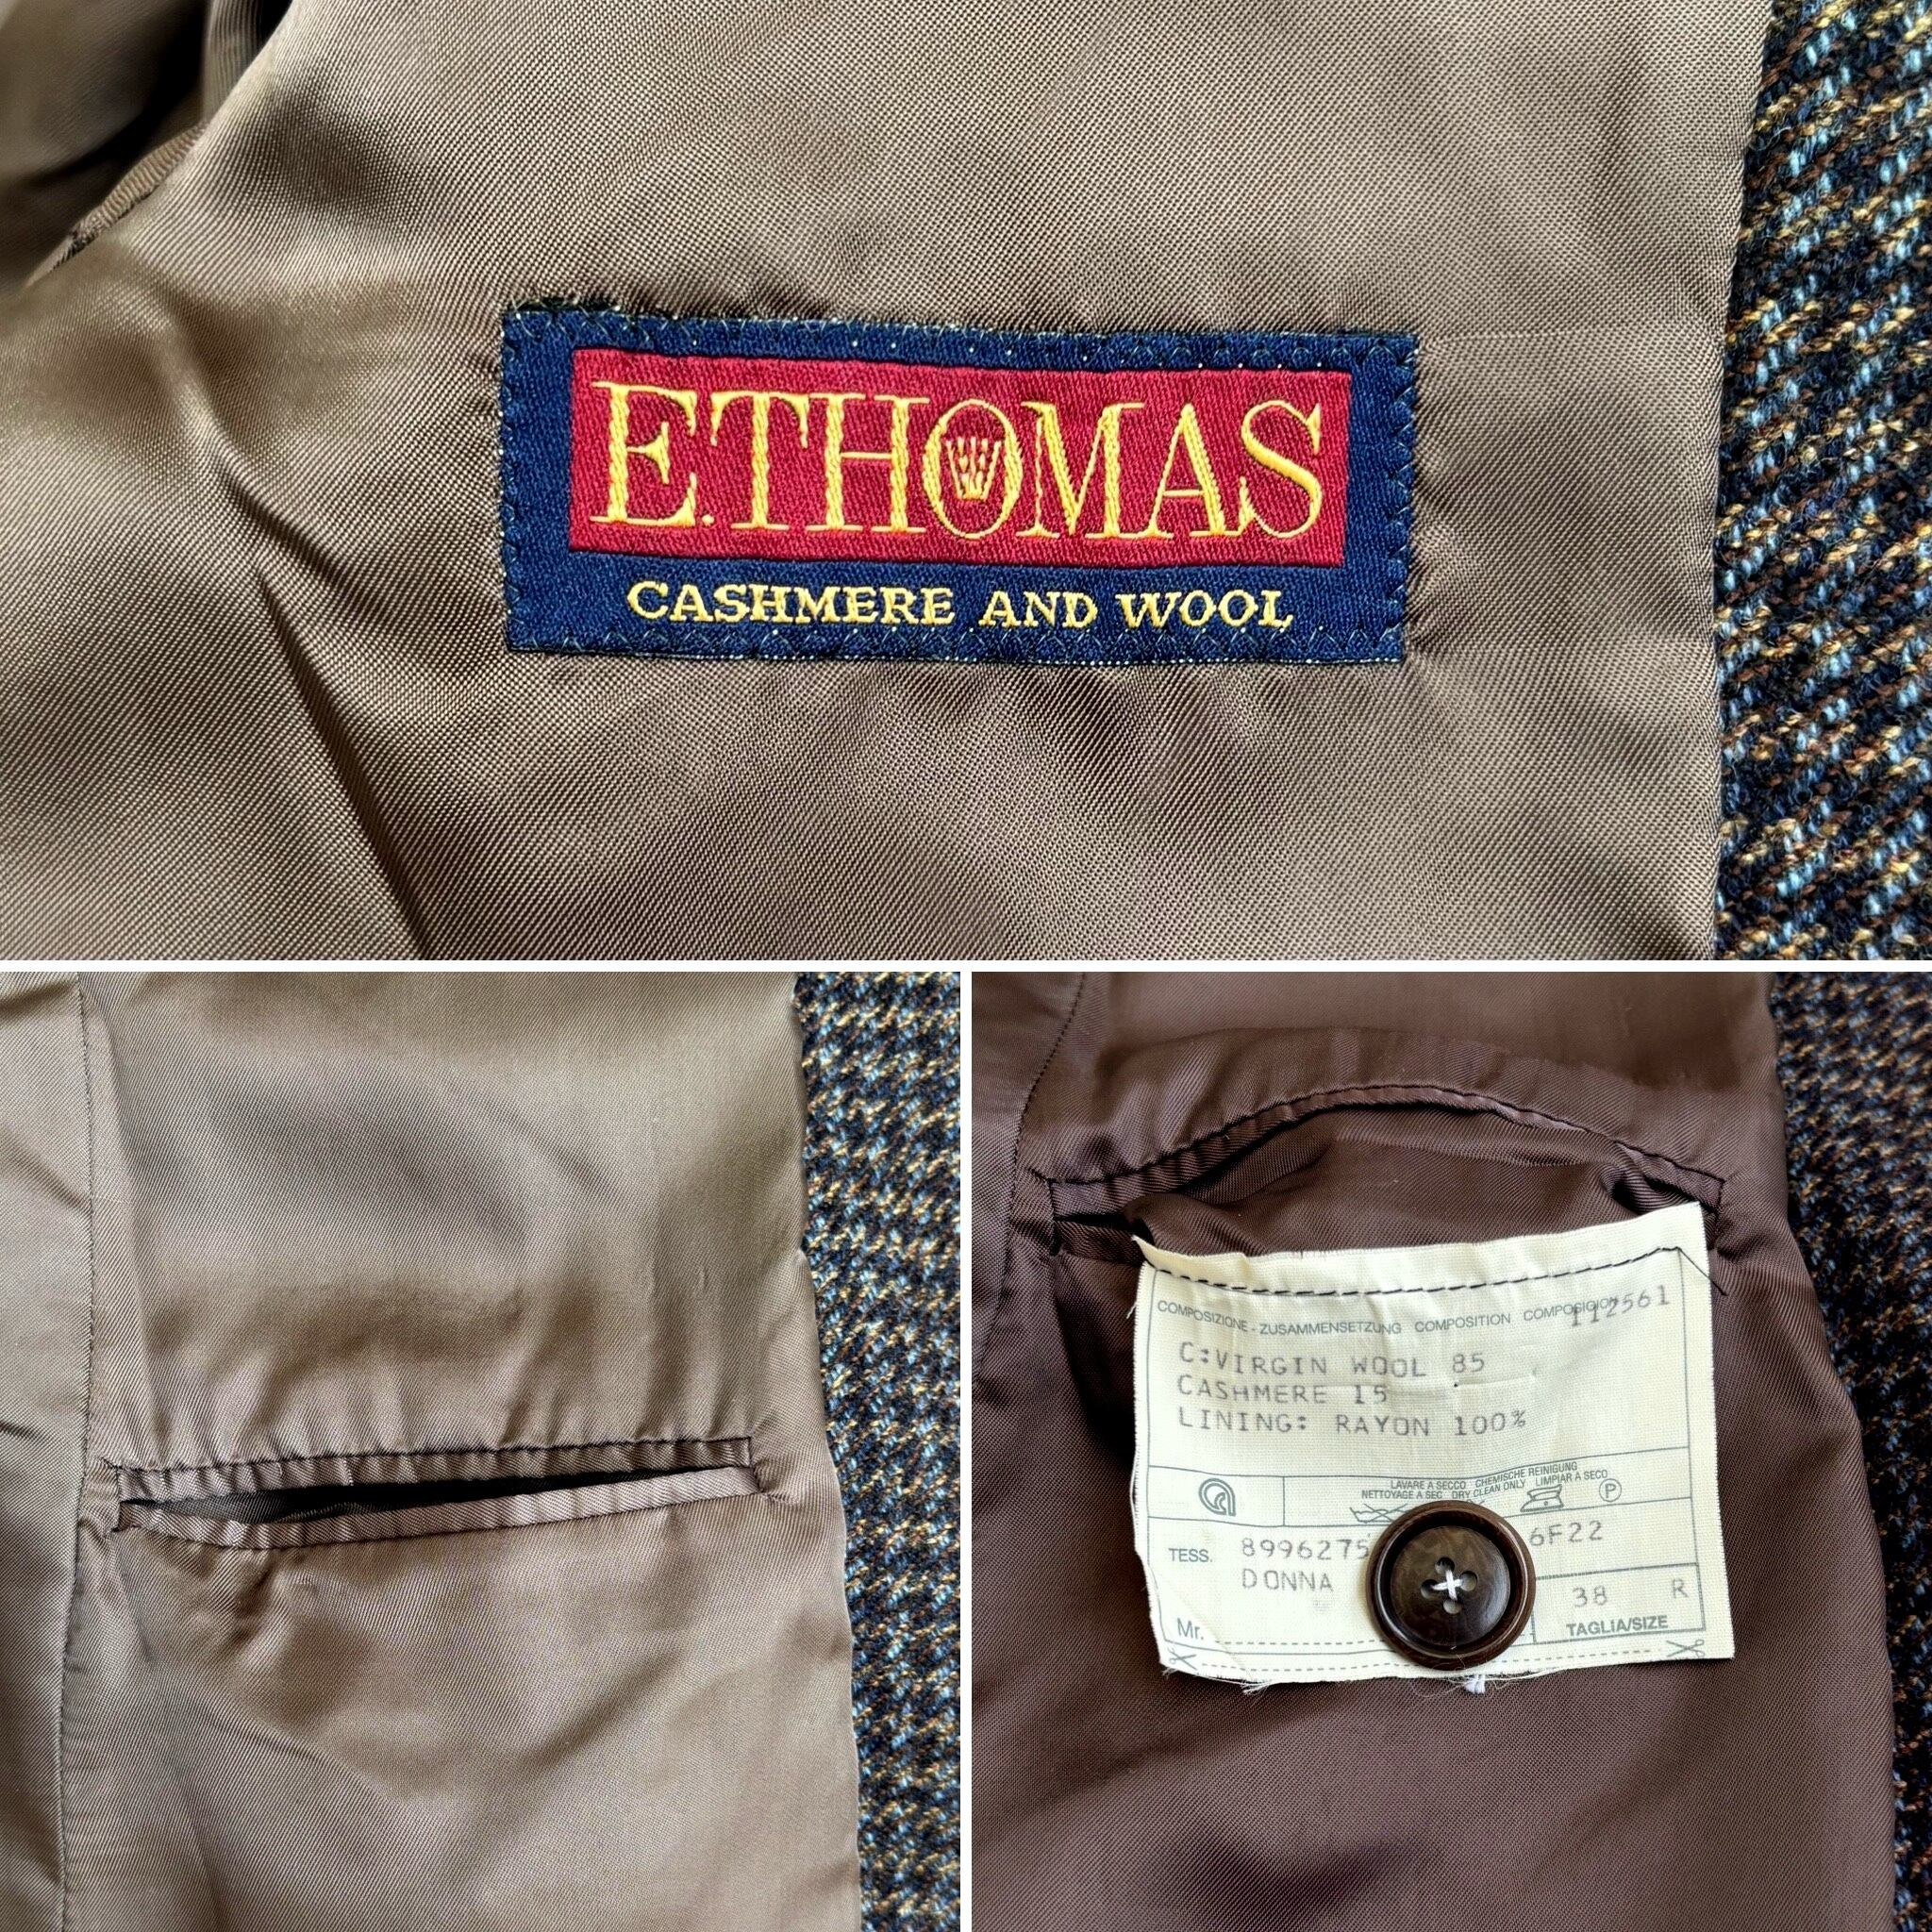 E.THOMAS
CASHMERE AND WOOL
COMPOSIZIONE - ZUSAMMENSETZUNG COMPOSITION COMPOSICION
112561
C:VIRGIN WOOL 85
CASHMERE 15
LINING: RAYON 100%
LAVARE A SECCO CHEMISCHE REINIGUNG
NETTOYAGE A SEC DRY CLEAN ONLY LIMPIAR A SECO
P
TESS. 8996275 6F22
DONNA
38 R
Mr. TAGLIA/SIZE